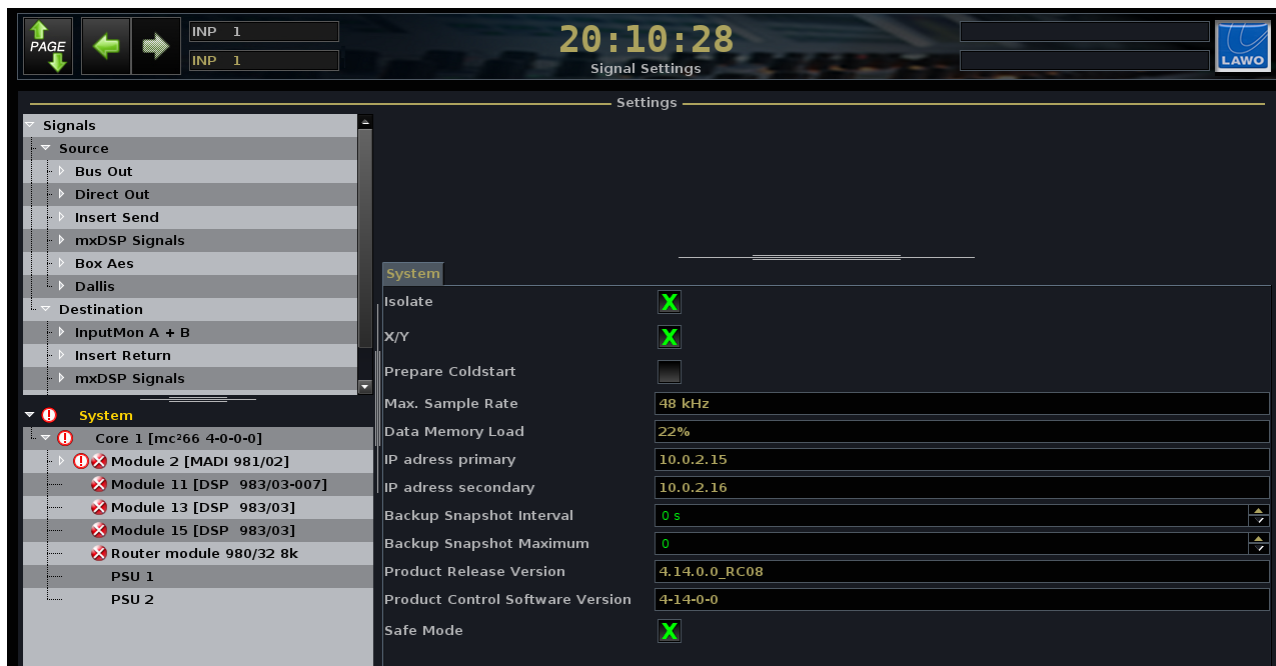 PAGE
INP 1
INP 1
20:10:28
Signal Settings
LAWO
Settings
Signals
Source
Bus Out
Direct Out
Insert Send
mxDSP Signals
Box Aes
Dallis
Destination
InputMon A + B
Insert Return
mxDSP Signals
System
Core 1 [mc²66 4-0-0-0]
Module 2 [MADI 981/02]
Module 11 [DSP 983/03-007]
Module 13 [DSP 983/03]
Module 15 [DSP 983/03]
Router module 980/32 8k
PSU 1
PSU 2
System
Isolate X
X/Y X
Prepare Coldstart
Max. Sample Rate 48 kHz
Data Memory Load 22%
IP adress primary 10.0.2.15
IP adress secondary 10.0.2.16
Backup Snapshot Interval 0 s
Backup Snapshot Maximum 0
Product Release Version 4.14.0.0_RC08
Product Control Software Version 4-14-0-0
Safe Mode X